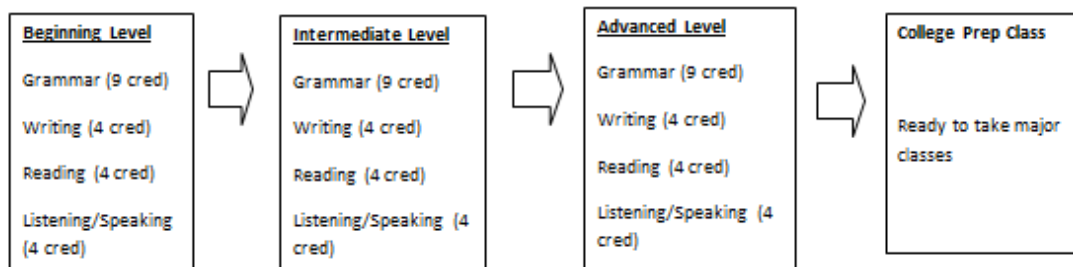 Beginning Level
Grammar (9 cred)
Writing (4 cred)
Reading (4 cred)
Listening/Speaking
(4 cred)
Intermediate Level
Grammar (9 cred)
Writing (4 cred)
Reading (4 cred)
Listening/Speaking (4
cred)
Advanced Level
Grammar (9 cred)
Writing (4 cred)
Reading (4 cred)
Listening/Speaking (4
cred)
College Prep Class
Ready to take major
classes